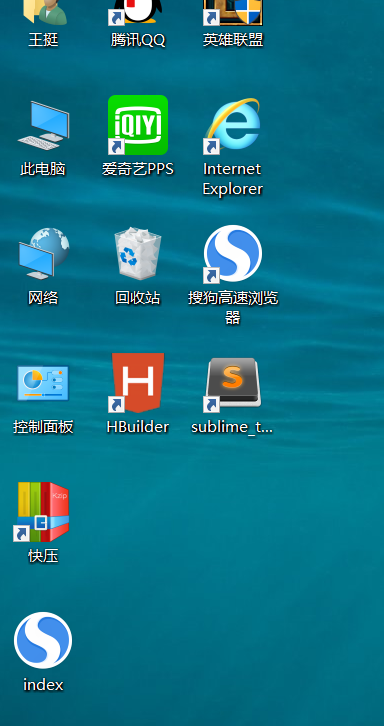 王挺
腾讯QQ
英雄联盟
iQIYI
此电脑
爱奇艺PPS
Internet
Explorer
网络
回收站
搜狗高速浏览
器
控制面板
HBuilder
sublime_t...
Kzip
快压
index